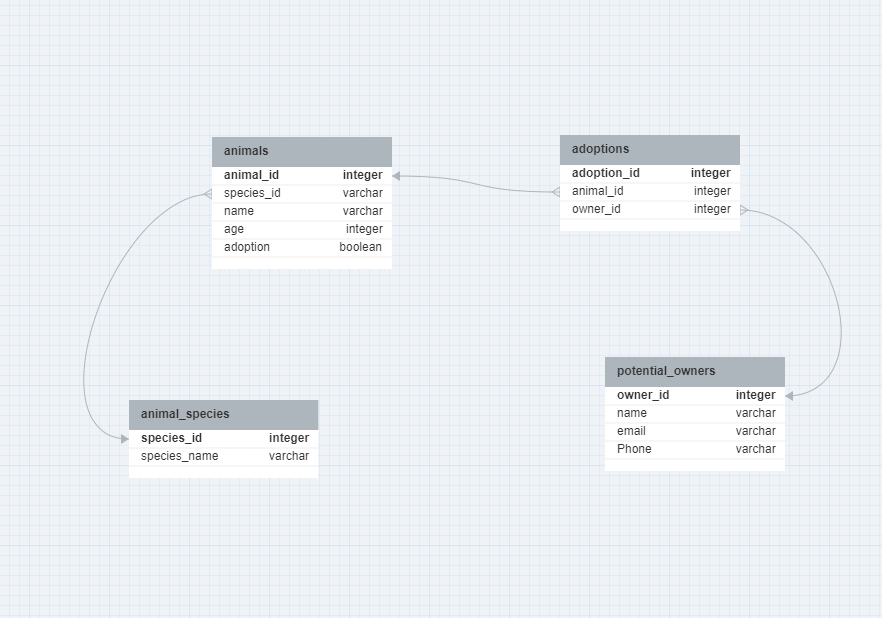 animals
animal_id integer
species_id varchar
name varchar
age integer
adoption boolean
adoptions
adoption_id integer
animal_id integer
owner_id integer
potential_owners
owner_id integer
name varchar
email varchar
Phone varchar
animal_species
species_id integer
species_name varchar